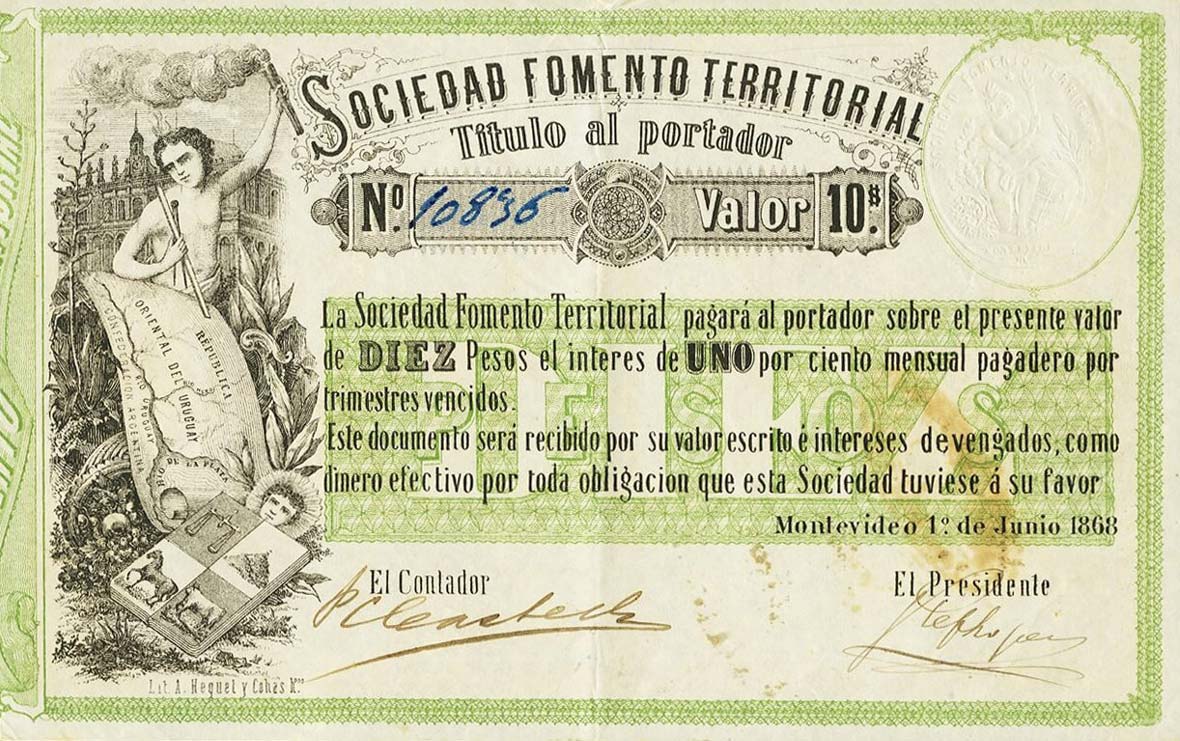 SOCIEDAD FOMENTO TERRITORIAL
Titulo al portador
Nº. 10836 Valor 10$
La Sociedad Fomento Territorial pagará al portador sobre el presente valor
de DIEZ Pesos el interes de UNO por ciento mensual pagadero por
trimestres vencidos.
Este documento será recibido por su valor escrito é intereses devengados, como
dinero efectivo por toda obligacion que esta Sociedad tuviese á su favor
PESOS
Montevideo 1º de Junio 1868
El Contador
El Presidente
REPUBLICA
ORIENTAL DEL URUGUAY
CONFEDERACION ARGENTINA
RIO URUGUAY
RIO NEGRO
RIO DE LA PLATA
Lit. A. Hequet y Cohas